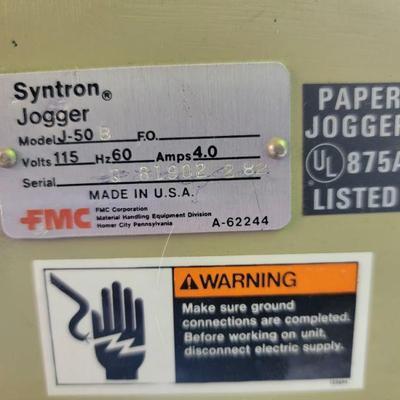 Syntron®
Jogger
Model J-50 B F.O.
Volts 115 Hz 60 Amps 4.0
Serial 81902 282
MADE IN U.S.A.
FMC
FMC Corporation
Material Handling Equipment Division
Homer City Pennsylvania
A-62244
PAPER
JOGGER
UL 875A
LISTED
WARNING
Make sure ground
connections are completed.
Before working on unit,
disconnect electric supply.